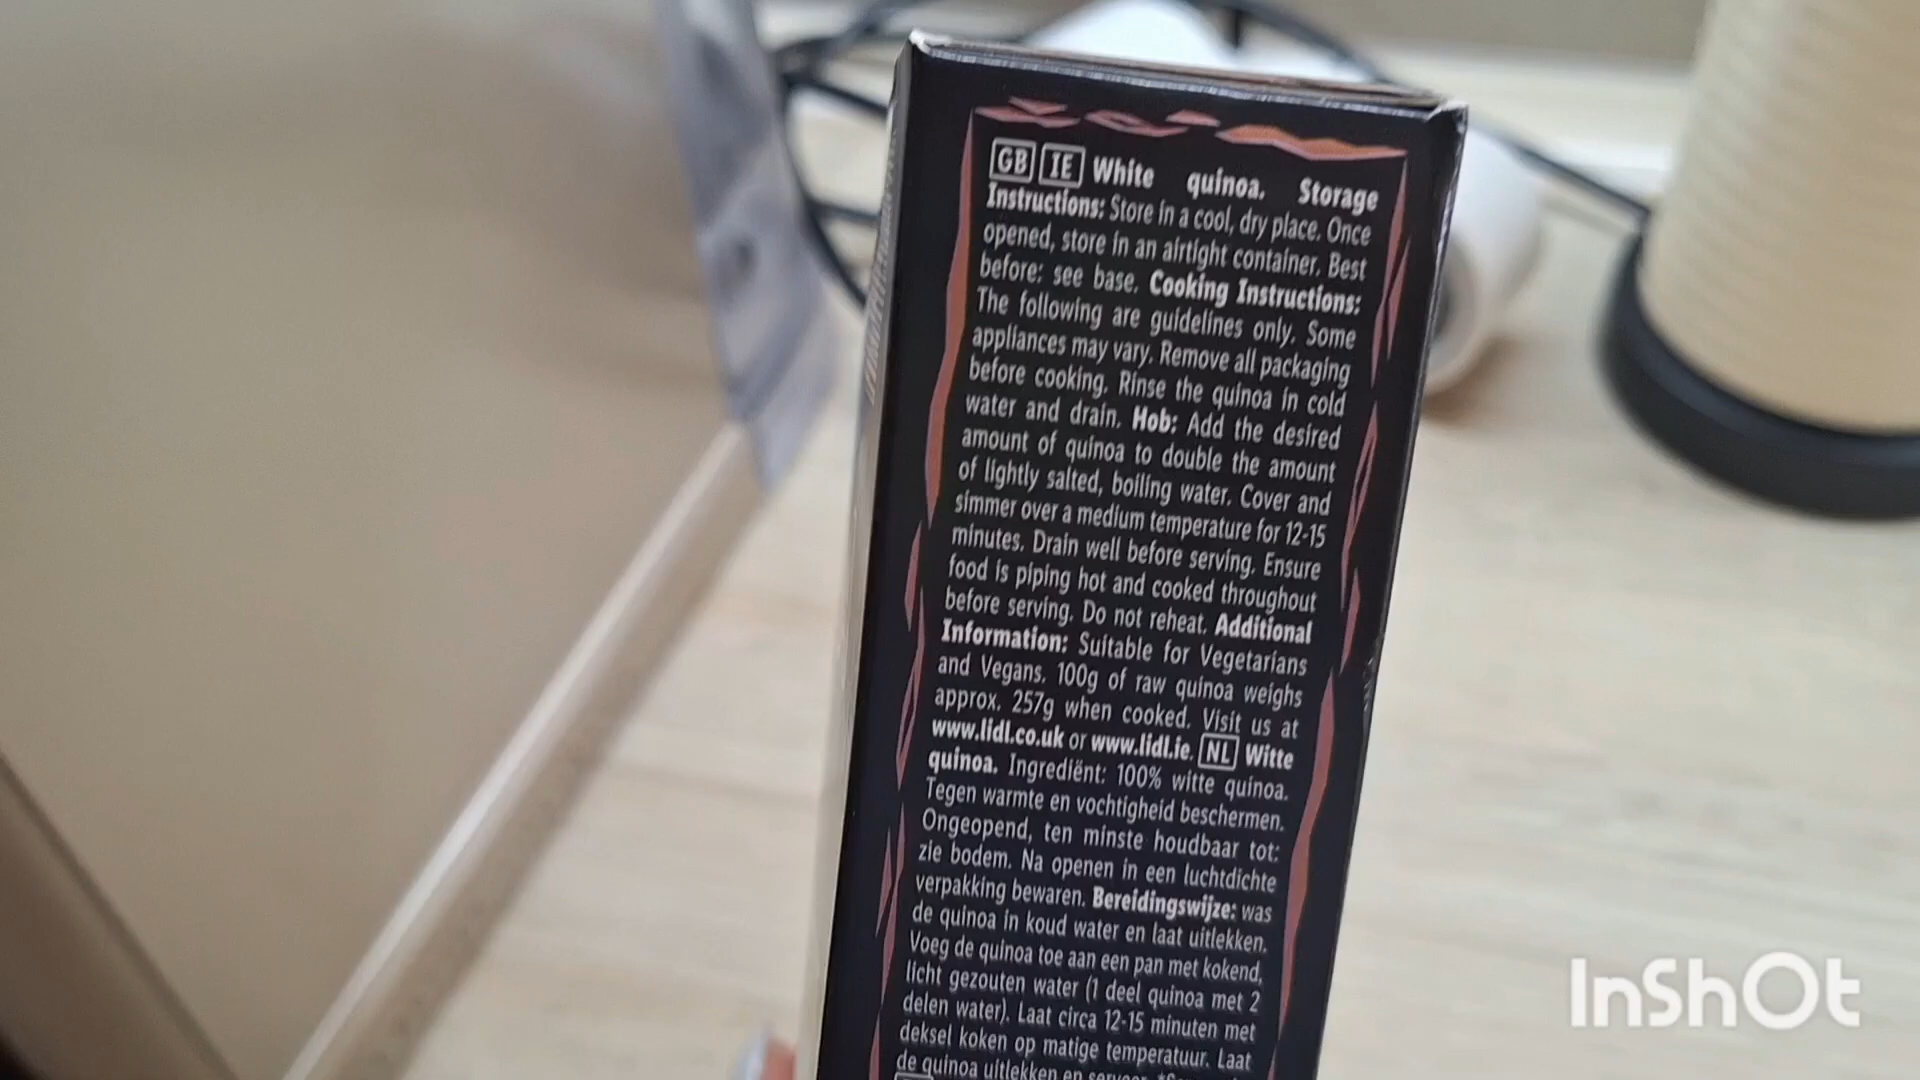 GB IE White quinoa. Storage
Instructions: Store in a cool, dry place. Once
opened, store in an airtight container. Best
before: see base. Cooking Instructions:
The following are guidelines only. Some
appliances may vary. Remove all packaging
before cooking. Rinse the quinoa in cold
water and drain. Hob: Add the desired
amount of quinoa to double the amount
of lightly salted, boiling water. Cover and
simmer over a medium temperature for 12-15
minutes. Drain well before serving. Ensure
food is piping hot and cooked throughout
before serving. Do not reheat. Additional
Information: Suitable for Vegetarians
and Vegans. 100g of raw quinoa weighs
approx. 257g when cooked. Visit us at
www.lidl.co.uk or www.lidl.ie. NL Witte
quinoa. Ingrediënt: 100% witte quinoa.
Tegen warmte en vochtigheid beschermen.
Ongeopend, ten minste houdbaar tot:
zie bodem. Na openen in een luchtdichte
verpakking bewaren. Bereidingswijze: was
de quinoa in koud water en laat uitlekken.
Voeg de quinoa toe aan een pan met kokend,
licht gezouten water (1 deel quinoa met 2
delen water). Laat circa 12-15 minuten met
deksel koken op matige temperatuur. Laat
de quinoa uitlekken en
InShOt